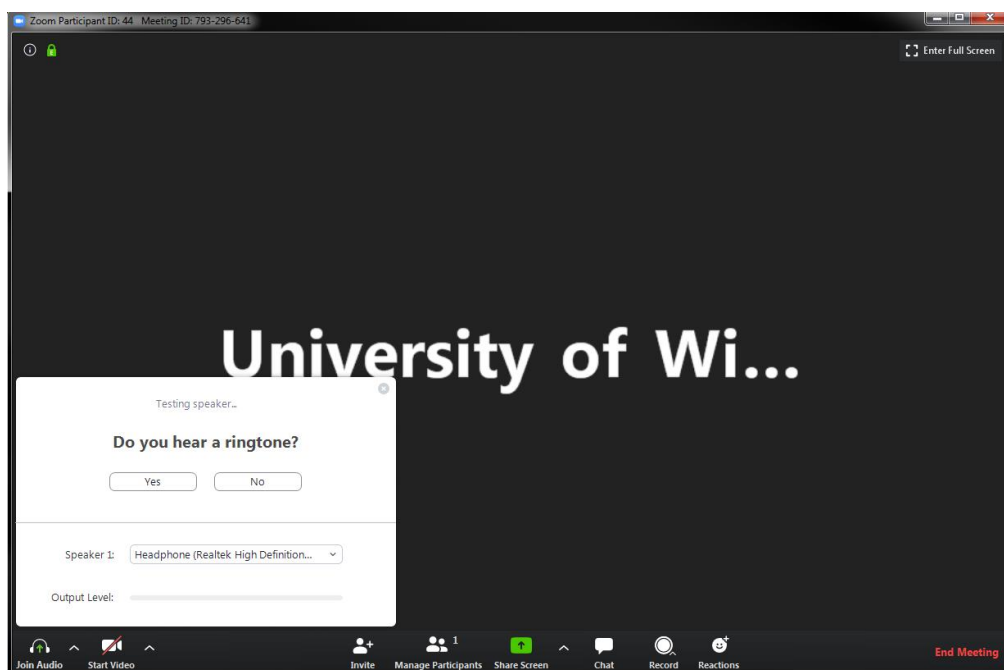 Zoom Participant ID: 44 Meeting ID: 793-296-641
Enter Full Screen
University of Wi...
Testing speaker...
Do you hear a ringtone?
Yes No
Speaker 1: Headphone (Realtek High Definition...
Output Level:
1
Join Audio Start Video Invite Manage Participants Share Screen Chat Record Reactions End Meeting